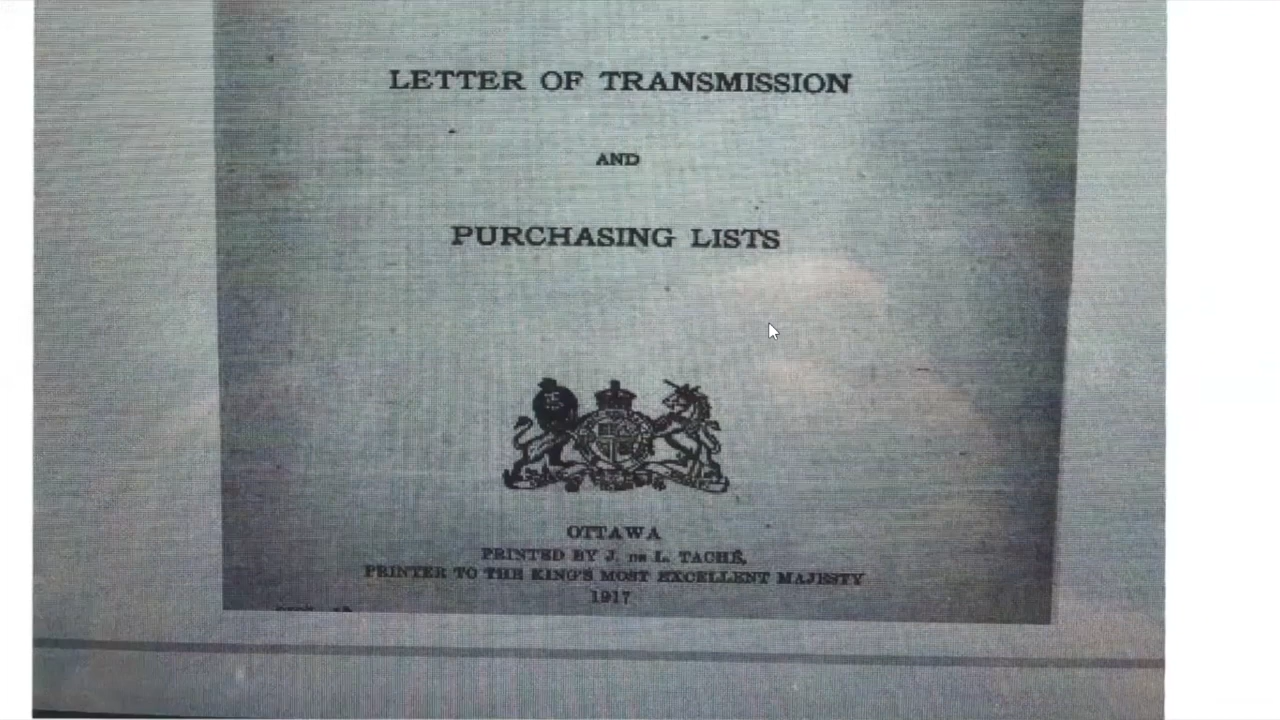 LETTER OF TRANSMISSION
AND
PURCHASING LISTS
OTTAWA
PRINTED BY J. DE L. TACHÉ,
PRINTER TO THE KING'S MOST EXCELLENT MAJESTY
1917